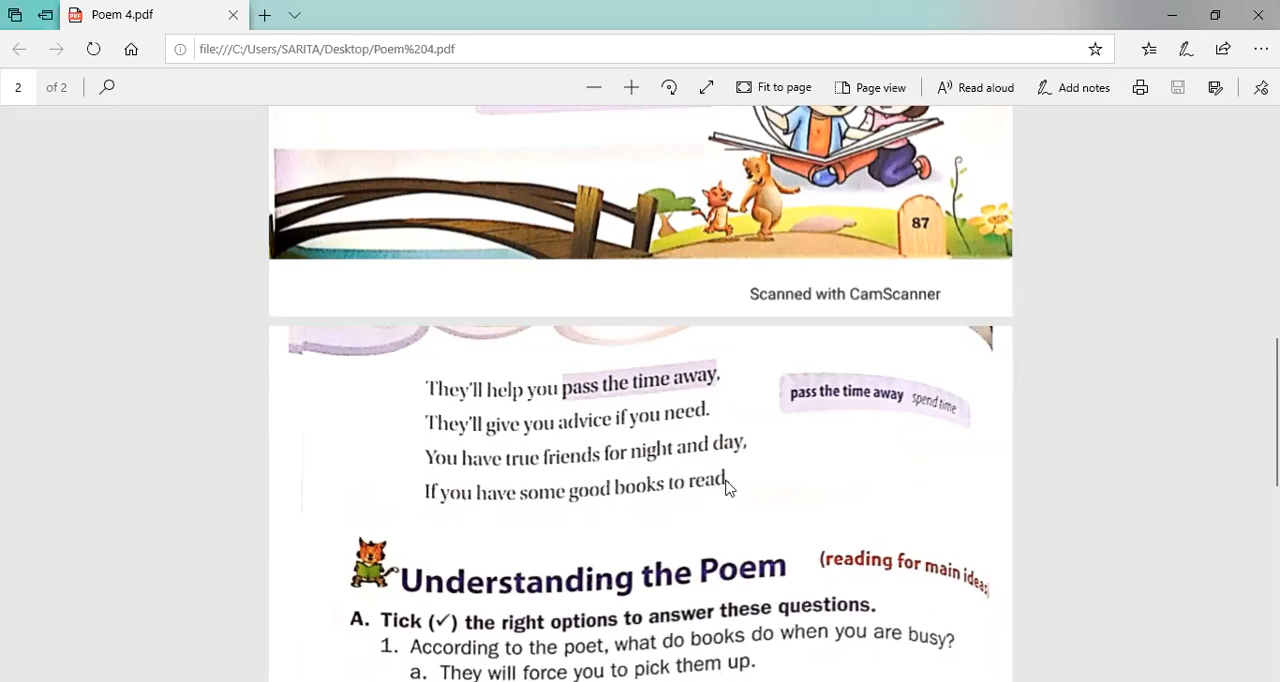 Poem 4.pdf
file:///C:/Users/SARITA/Desktop/Poem%204.pdf
2 of 2 Fit to page Page view Read aloud Add notes
87
Scanned with CamScanner
They'll help you pass the time away,
pass the time away spend time
They'll give you advice if you need.
You have true friends for night and day,
If you have some good books to read
Understanding the Poem (reading for main ideas)
A. Tick (✓) the right options to answer these questions.
1. According to the poet, what do books do when you are busy?
a. They will force you to pick them up.